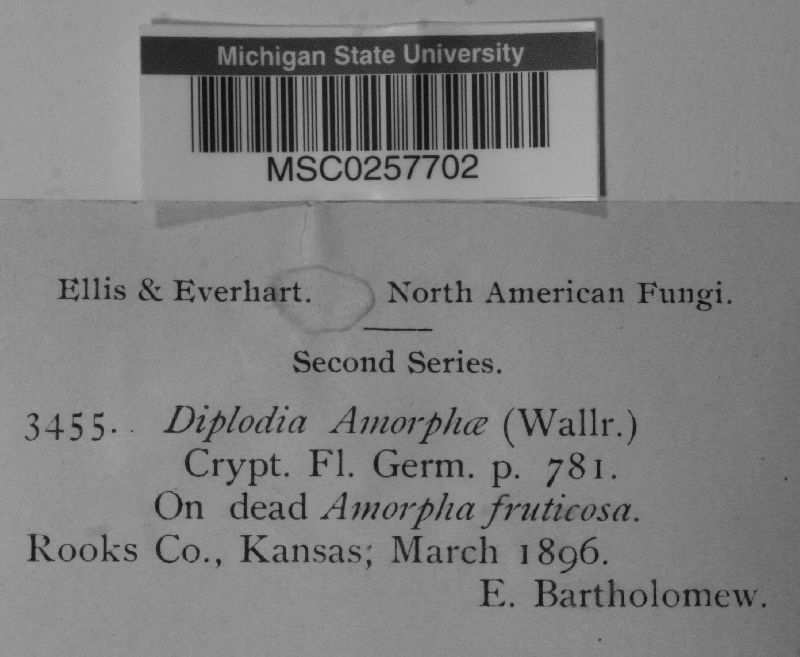 Michigan State University
MSC0257702
Ellis & Everhart. North American Fungi.
Second Series.
3455. Diplodia Amorphæ (Wallr.)
Crypt. Fl. Germ. p. 781.
On dead Amorpha fruticosa.
Rooks Co., Kansas; March 1896.
E. Bartholomew.